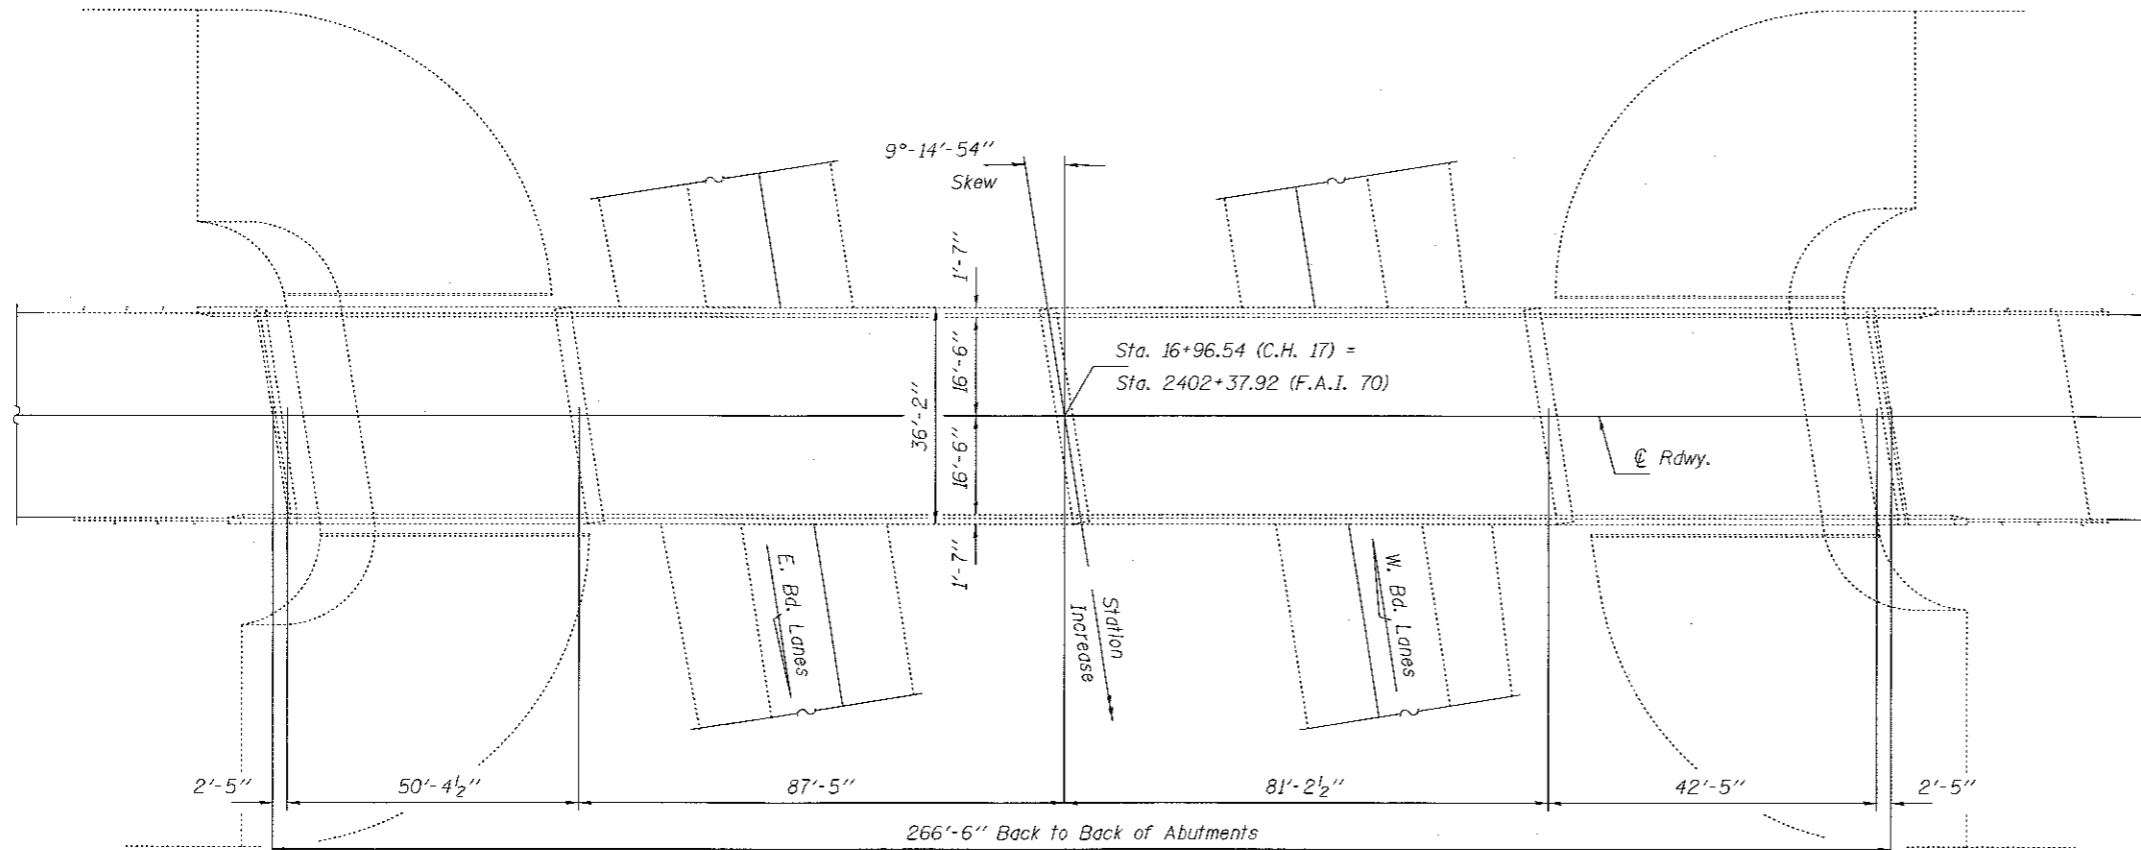 9°-14'-54"
Skew
1'-7"
16'-6"
36'-2"
16'-6"
1'-7"
Sta. 16+96.54 (C.H. 17) =
Sta. 2402+37.92 (F.A.I. 70)
℄ Rdwy.
E. Bd. Lanes
Station
Increase
W. Bd. Lanes
2'-5"
50'-4½"
87'-5"
81'-2½"
42'-5"
2'-5"
266'-6" Back to Back of Abutments